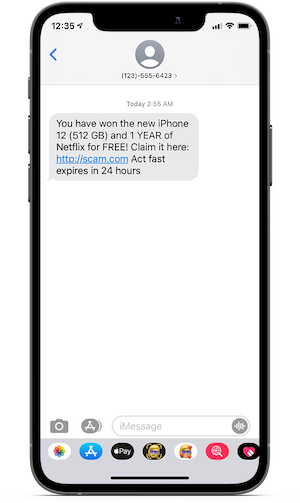 12:35
(123)-555-6423 >
Today 2:55 AM
You have won the new iPhone
12 (512 GB) and 1 YEAR of
Netflix for FREE! Claim it here:
http://scam.com Act fast
expires in 24 hours
iMessage
Pay